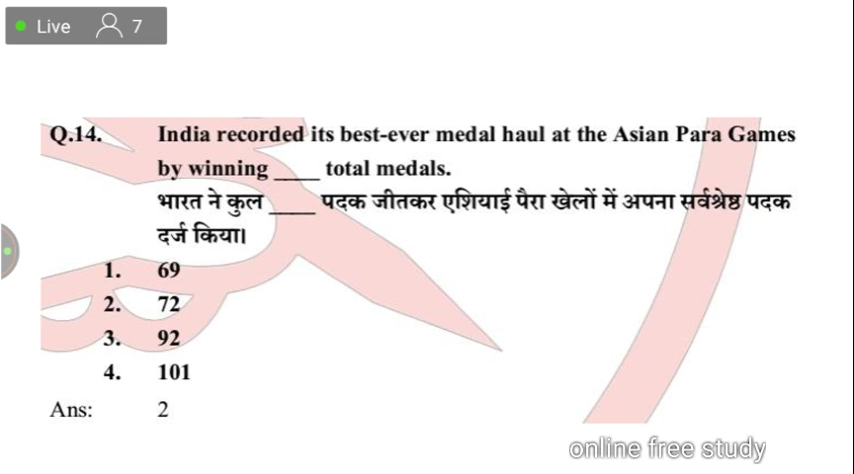 Live 7
Q.14. India recorded its best-ever medal haul at the Asian Para Games
by winning ____ total medals.
भारत ने कुल ____ पदक जीतकर एशियाई पैरा खेलों में अपना सर्वश्रेष्ठ पदक
दर्ज किया।
1. 69
2. 72
3. 92
4. 101
Ans: 2
online free study